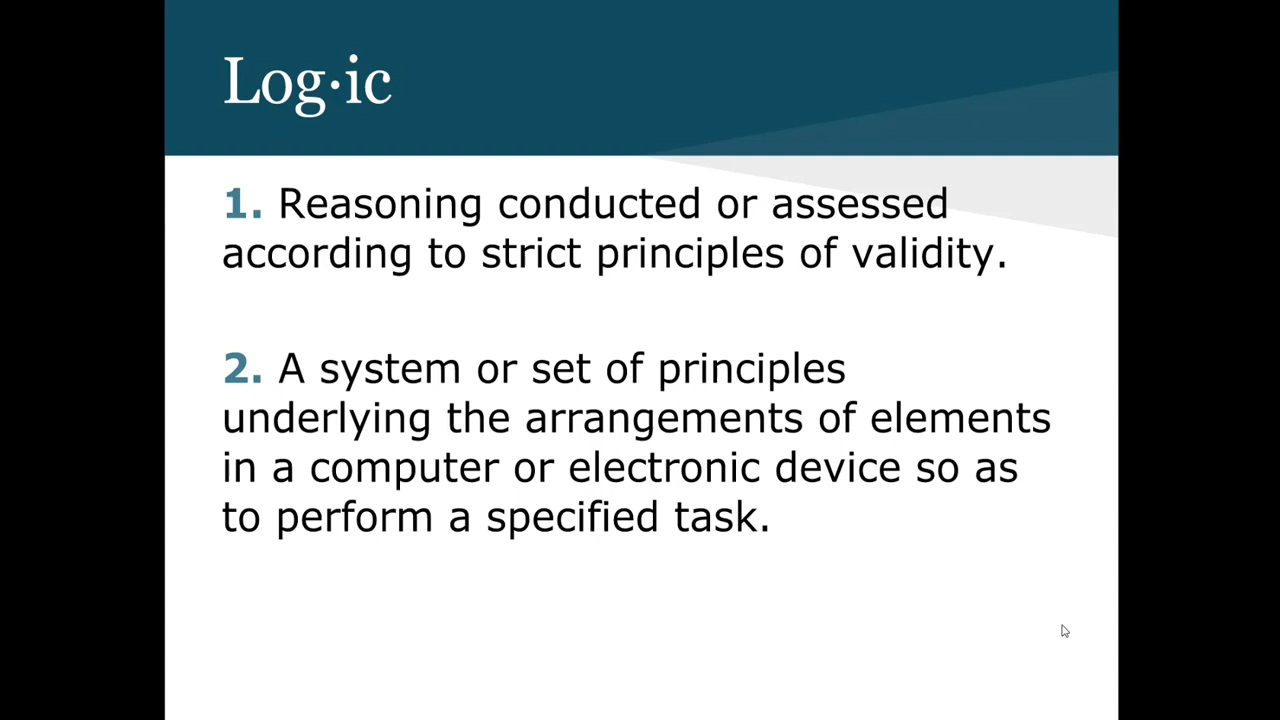 Log·ic
1. Reasoning conducted or assessed
according to strict principles of validity.
2. A system or set of principles
underlying the arrangements of elements
in a computer or electronic device so as
to perform a specified task.